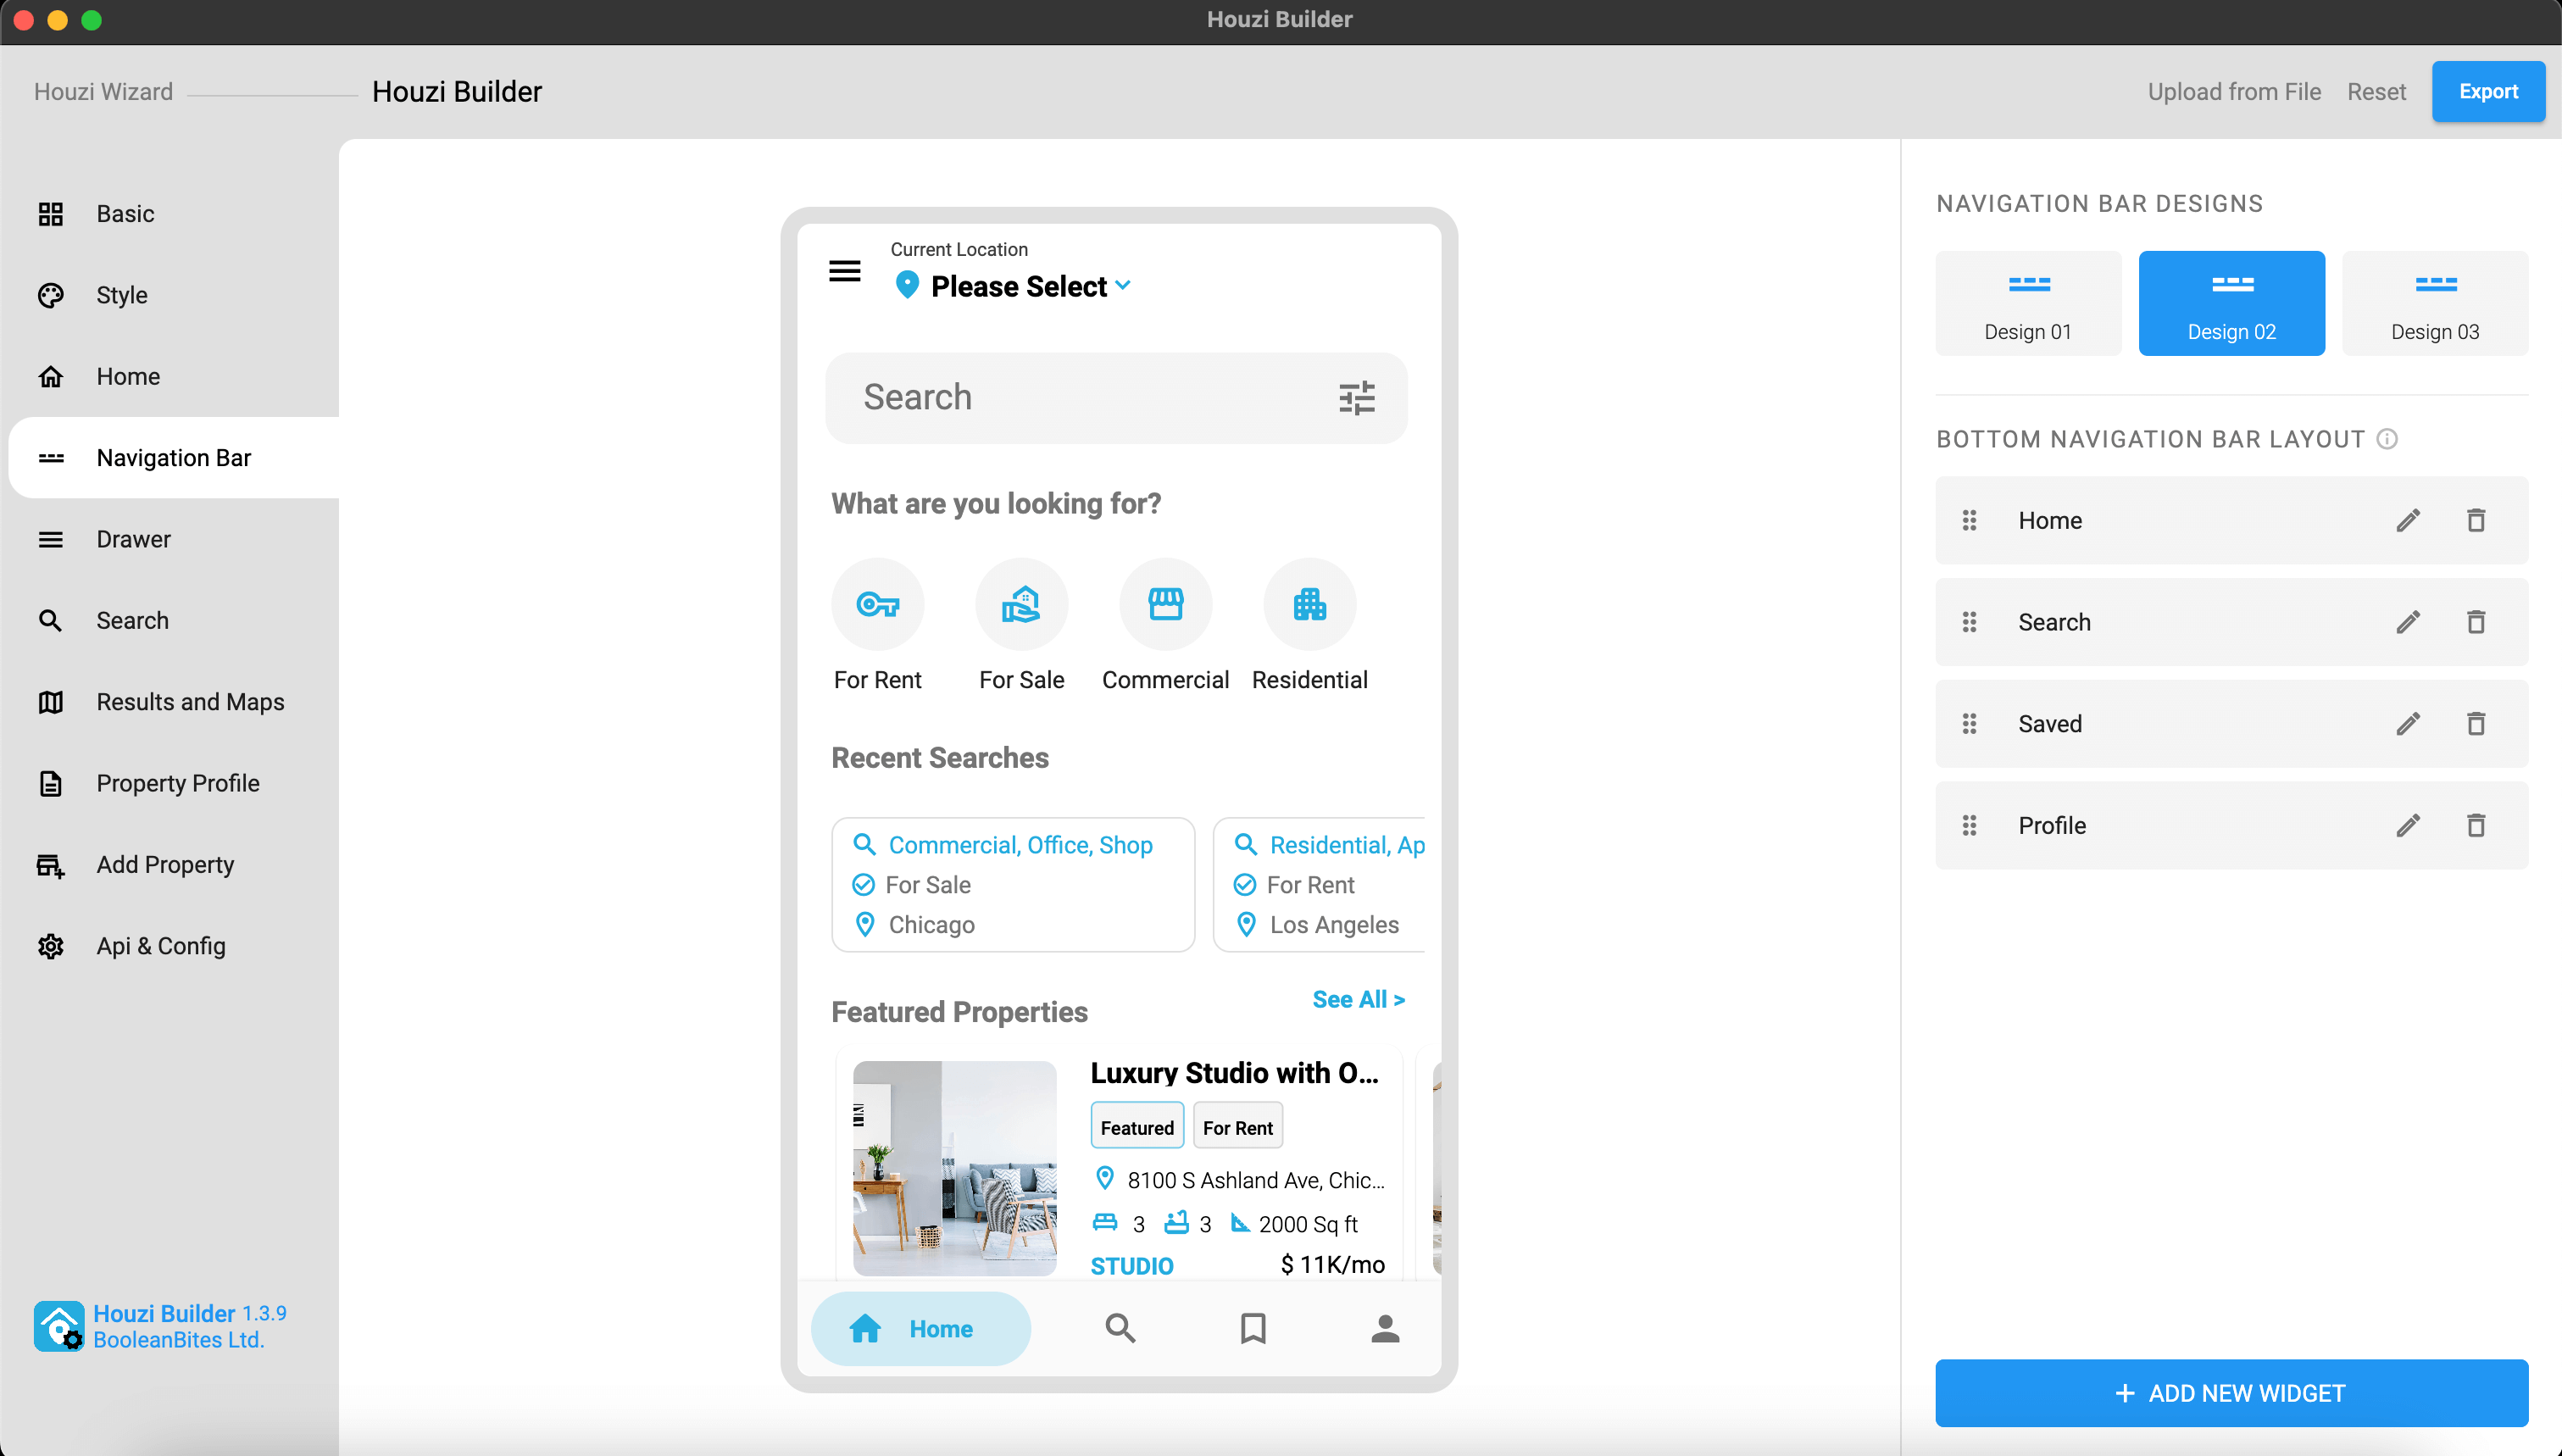 Houzi Builder
Houzi Wizard
Houzi Builder
Upload from File
Reset
Export
Basic
Style
Home
Navigation Bar
Drawer
Search
Results and Maps
Property Profile
Add Property
Api & Config
Houzi Builder 1.3.9
BooleanBites Ltd.
Current Location
Please Select
Search
What are you looking for?
For Rent
For Sale
Commercial
Residential
Recent Searches
Commercial, Office, Shop
For Sale
Chicago
Residential, Ap
For Rent
Los Angeles
Featured Properties
See All >
Luxury Studio with O...
Featured
For Rent
8100 S Ashland Ave, Chic...
3 3 2000 Sq ft
STUDIO
$ 11K/mo
Home
NAVIGATION BAR DESIGNS
Design 01
Design 02
Design 03
BOTTOM NAVIGATION BAR LAYOUT
Home
Search
Saved
Profile
+ ADD NEW WIDGET